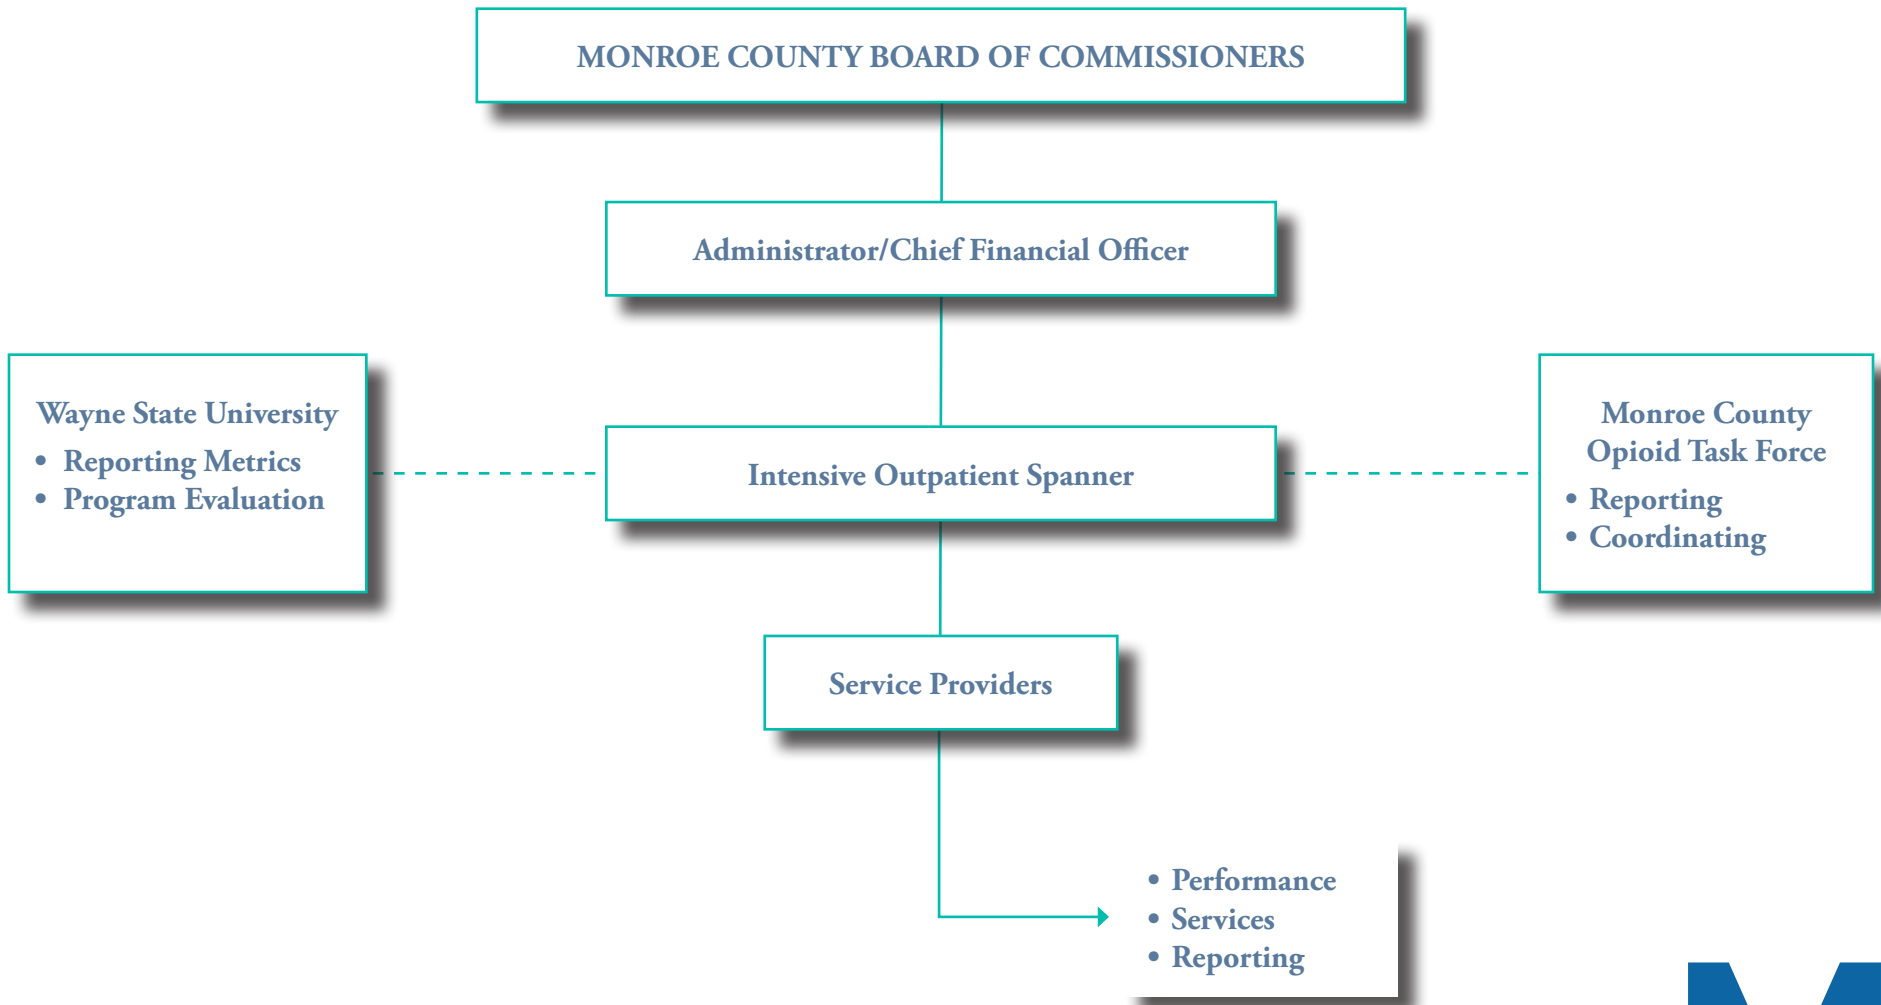 MONROE COUNTY BOARD OF COMMISSIONERS
Administrator/Chief Financial Officer
Wayne State University
• Reporting Metrics
• Program Evaluation
Intensive Outpatient Spanner
Monroe County
Opioid Task Force
• Reporting
• Coordinating
Service Providers
• Performance
• Services
• Reporting